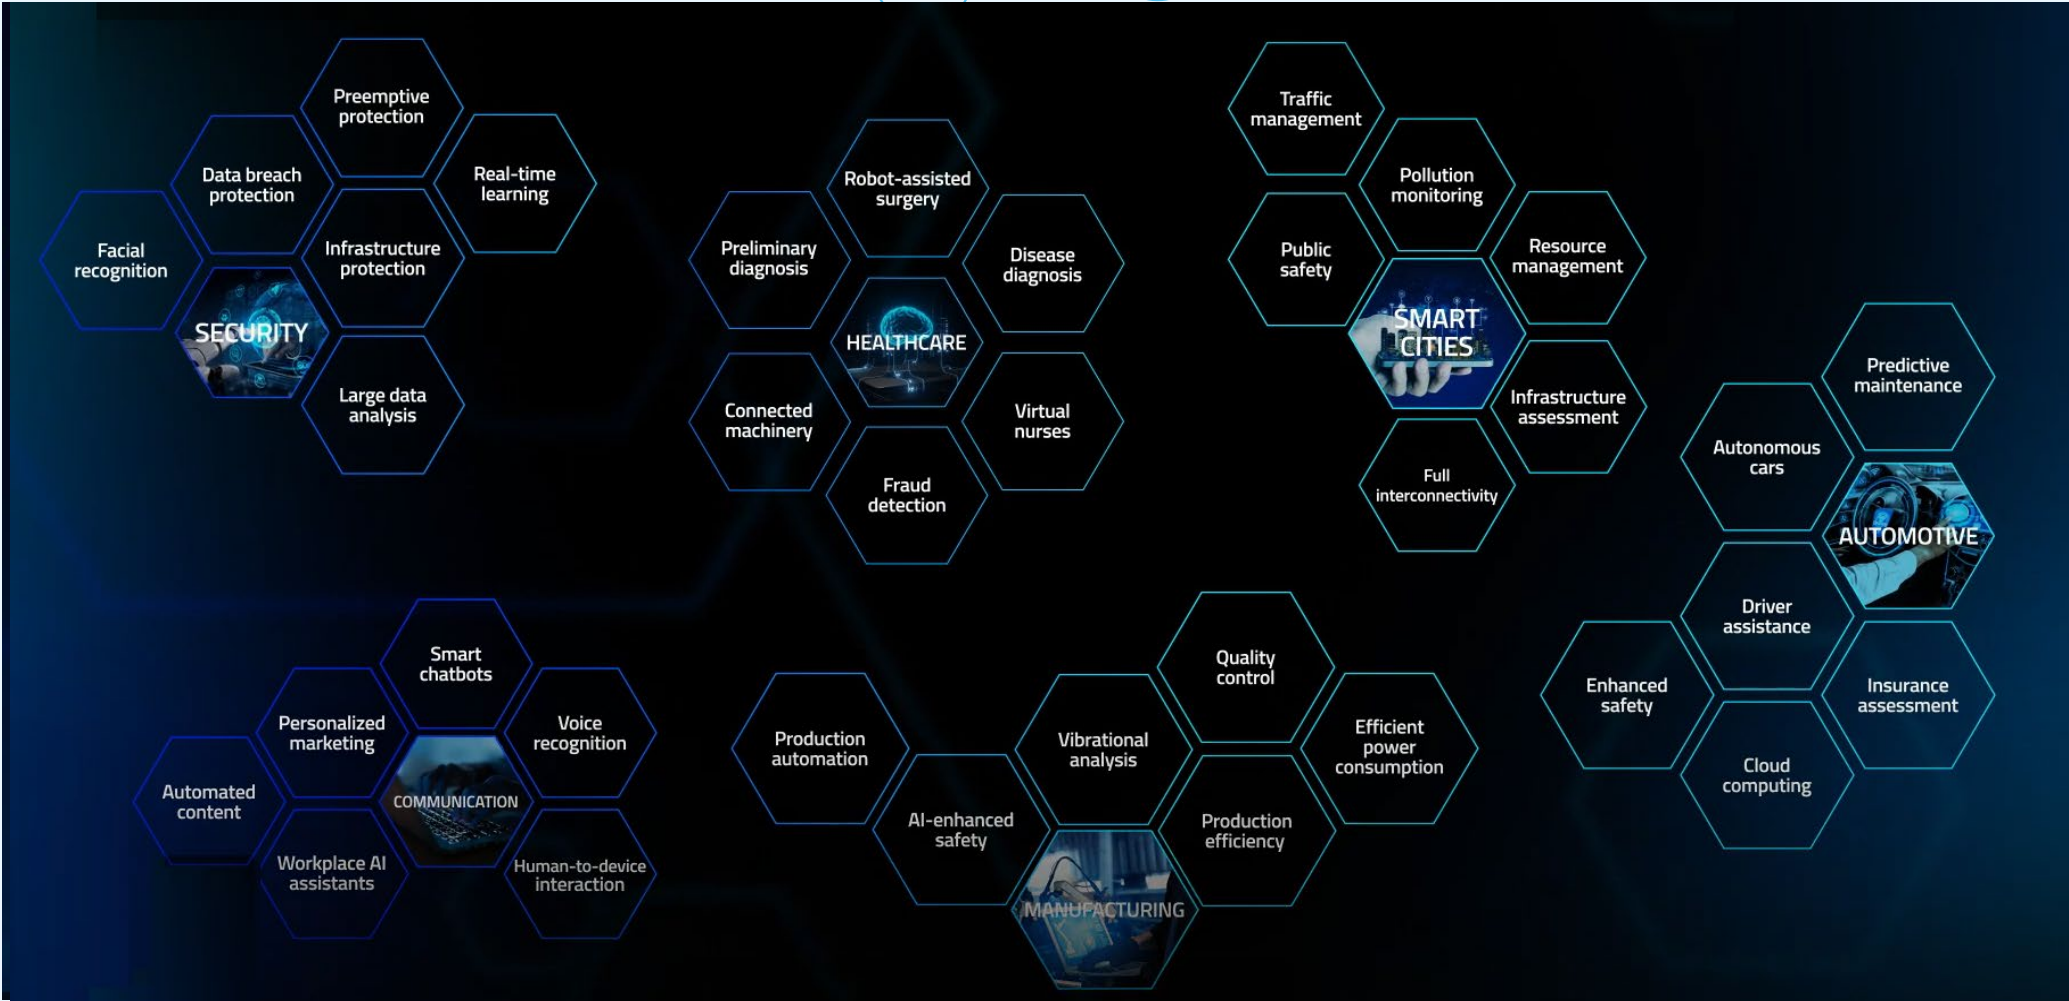 Preemptive
protection
Data breach
protection
Real-time
learning
Facial
recognition
Infrastructure
protection
SECURITY
Large data
analysis
Robot-assisted
surgery
Preliminary
diagnosis
Disease
diagnosis
HEALTHCARE
Connected
machinery
Virtual
nurses
Fraud
detection
Traffic
management
Pollution
monitoring
Public
safety
Resource
management
SMART
CITIES
Infrastructure
assessment
Full
interconnectivity
Predictive
maintenance
Autonomous
cars
AUTOMOTIVE
Driver
assistance
Enhanced
safety
Insurance
assessment
Cloud
computing
Smart
chatbots
Personalized
marketing
Voice
recognition
Automated
content
COMMUNICATION
Workplace AI
assistants
Human-to-device
interaction
Quality
control
Production
automation
Vibrational
analysis
Efficient
power
consumption
AI-enhanced
safety
Production
efficiency
MANUFACTURING